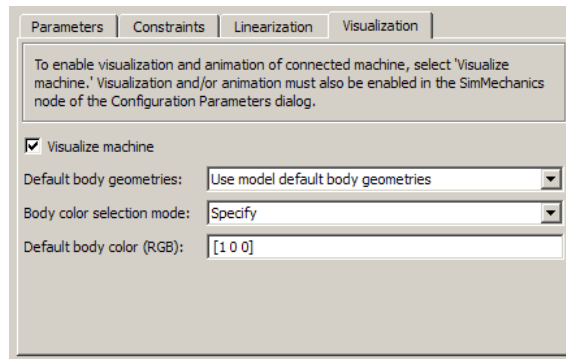 Parameters Constraints Linearization Visualization
To enable visualization and animation of connected machine, select 'Visualize
machine.' Visualization and/or animation must also be enabled in the SimMechanics
node of the Configuration Parameters dialog.
Visualize machine
Default body geometries: Use model default body geometries
Body color selection mode: Specify
Default body color (RGB): [1 0 0]